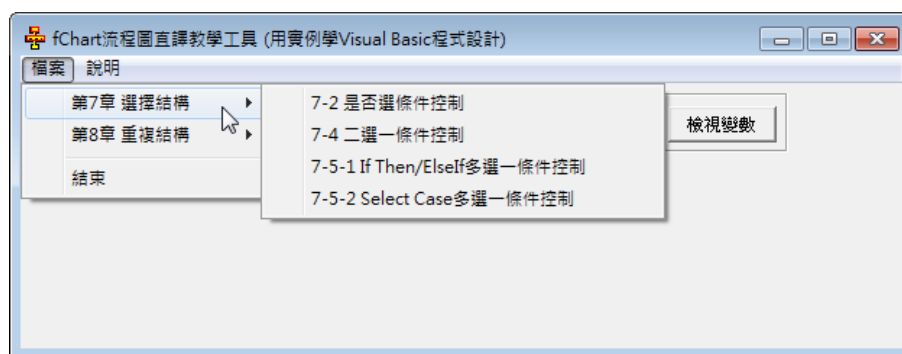 fChart流程圖直譯教學工具 (用實例學Visual Basic程式設計)
檔案 說明
第7章 選擇結構
第8章 重複結構
結束
7-2 是否選條件控制
7-4 二選一條件控制
7-5-1 If Then/ElseIf多選一條件控制
7-5-2 Select Case多選一條件控制
檢視變數